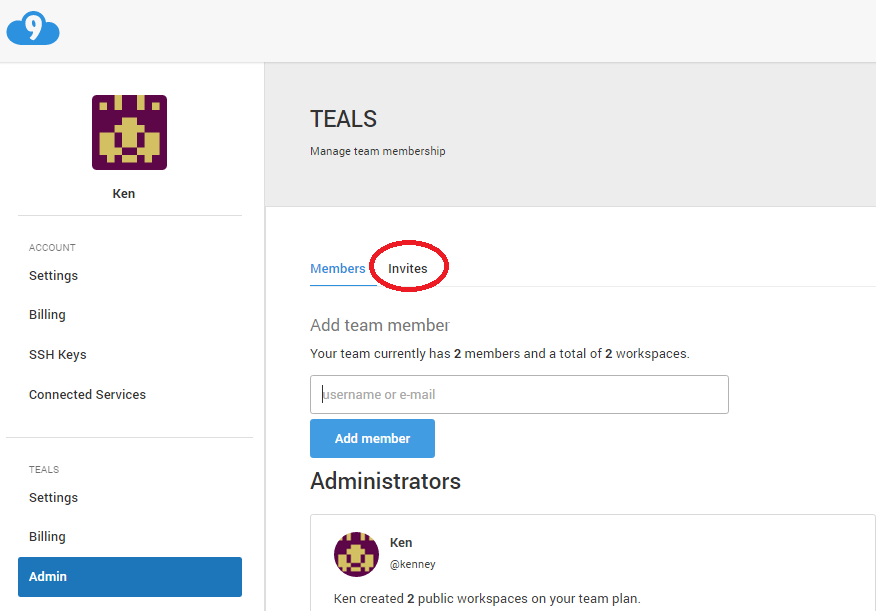 9
TEALS
Manage team membership
Ken
ACCOUNT
Settings
Billing
SSH Keys
Connected Services
TEALS
Settings
Billing
Admin
Members Invites
Add team member
Your team currently has 2 members and a total of 2 workspaces.
username or e-mail
Add member
Administrators
Ken
@kenney
Ken created 2 public workspaces on your team plan.